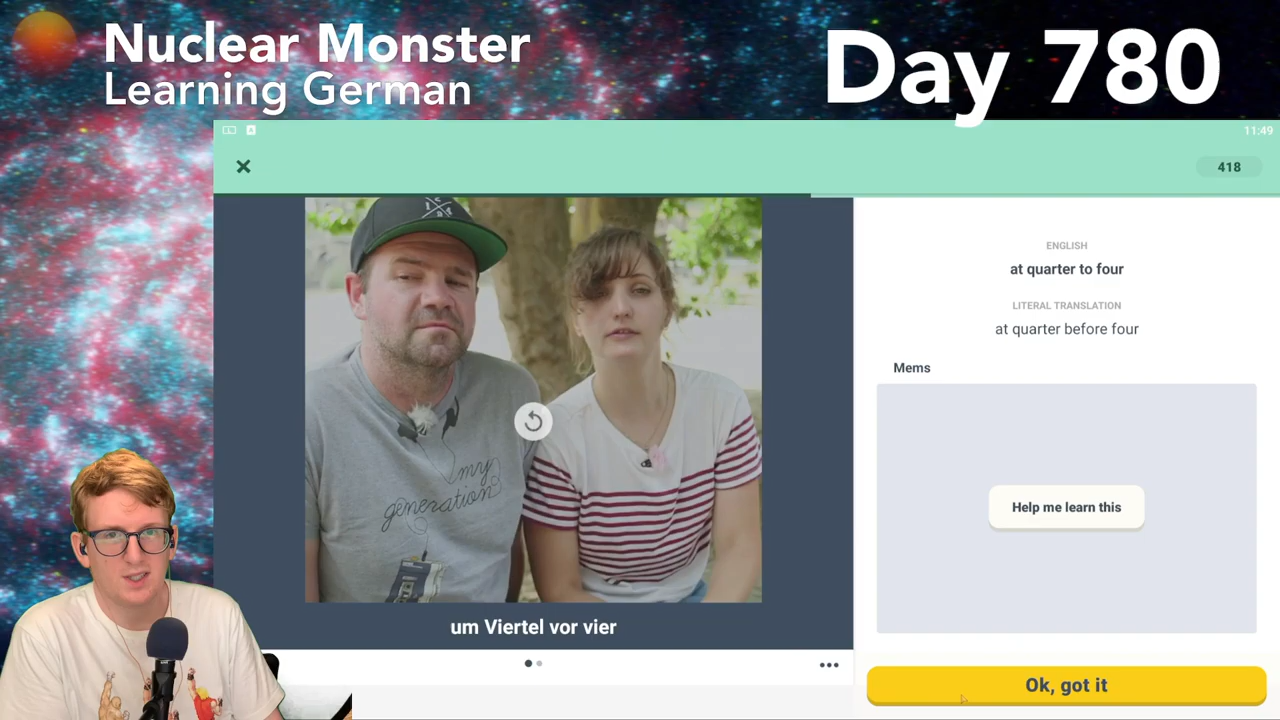 Nuclear Monster
Learning German
Day 780
11:49
418
ENGLISH
at quarter to four
LITERAL TRANSLATION
at quarter before four
Mems
my
generation
Help me learn this
um Viertel vor vier
Ok, got it